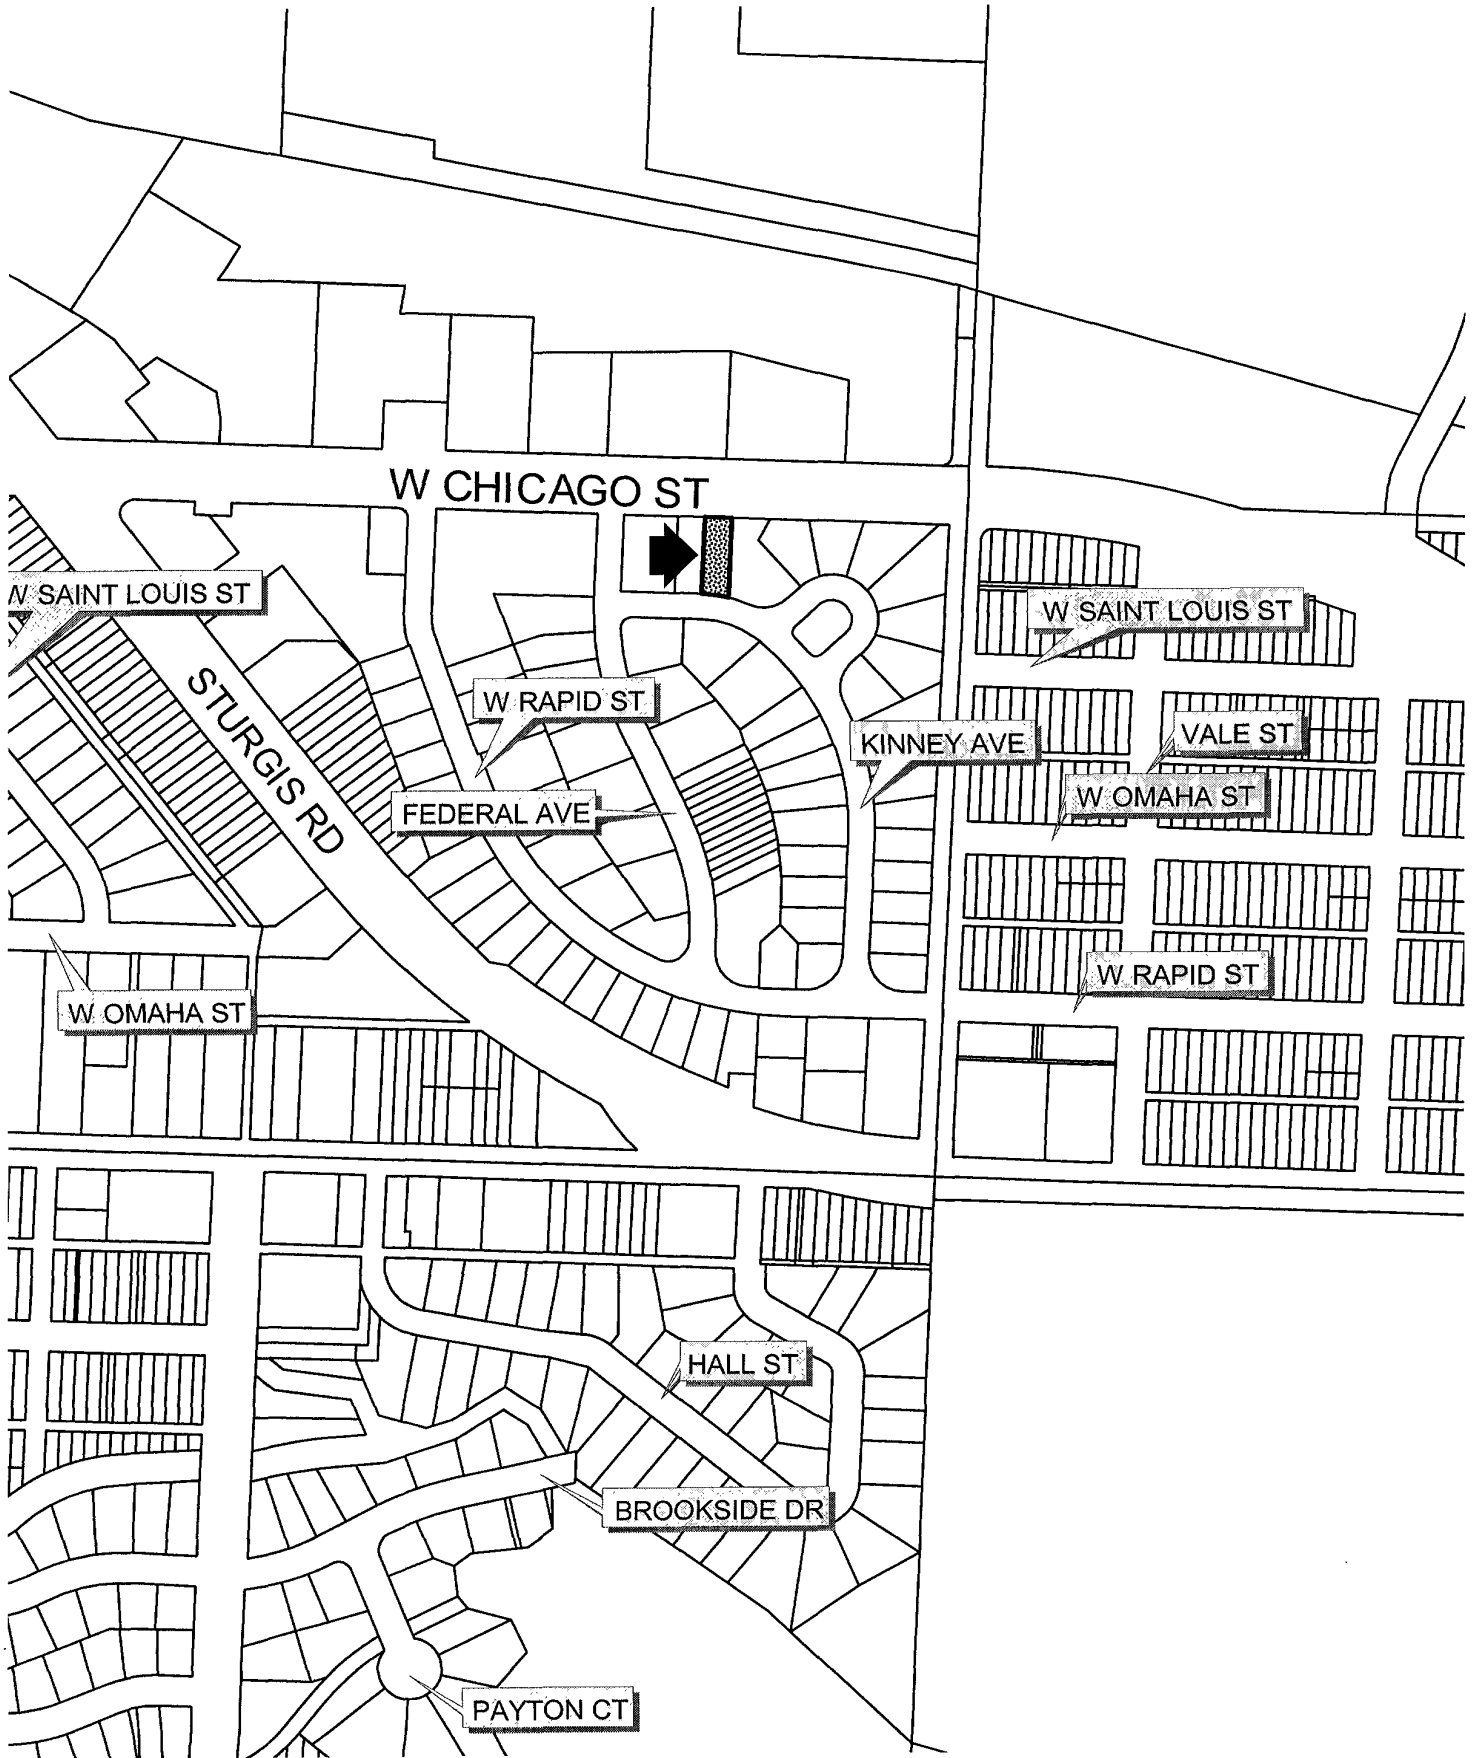 W CHICAGO ST
W SAINT LOUIS ST
W SAINT LOUIS ST
STURGIS RD
W RAPID ST
KINNEY AVE
VALE ST
FEDERAL AVE
W OMAHA ST
W RAPID ST
W OMAHA ST
HALL ST
BROOKSIDE DR
PAYTON CT